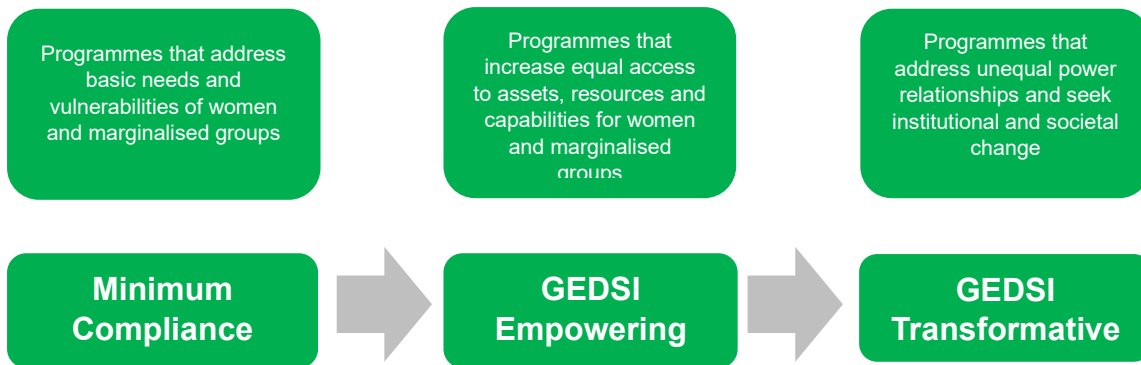 Programmes that address
basic needs and
vulnerabilities of women
and marginalised groups
Programmes that
increase equal access
to assets, resources and
capabilities for women
and marginalised
groups
Programmes that
address unequal power
relationships and seek
institutional and societal
change
Minimum
Compliance
GEDSI
Empowering
GEDSI
Transformative